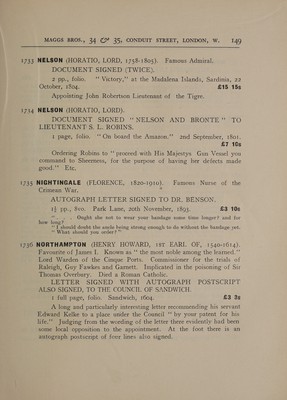 MAGGS BROS., 34 & 35, CONDUIT STREET, LONDON, W. 149
1733 NELSON (HORATIO, LORD, 1758-1805). Famous Admiral.
DOCUMENT SIGNED (TWICE).
2 pp., folio. "Victory," at the Madalena Islands, Sardinia, 22
October, 1804. £15 15s
Appointing John Robertson Lieutenant of the Tigre.
1734 NELSON (HORATIO, LORD).
DOCUMENT SIGNED "NELSON AND BRONTE" TO
LIEUTENANT S. L. ROBINS.
1 page, folio. "On board the Amazon." 2nd September, 1801.
£7 10s
Ordering Robins to "proceed with His Majestys Gun Vessel you
command to Sheerness, for the purpose of having her defects made
good." Etc.
1735 NIGHTINGALE (FLORENCE, 1820-1910). Famous Nurse of the
Crimean War.
AUTOGRAPH LETTER SIGNED TO DR. BENSON.
1½ pp., 8vo. Park Lane, 20th November, 1895. £3 10s
" . . . Ought she not to wear your bandage some time longer? and for
how long?
"I should doubt the ancle being strong enough to do without the bandage yet.
"What should you order?"
1736 NORTHAMPTON (HENRY HOWARD, 1ST EARL OF, 1540-1614).
Favourite of James I. Known as "the most noble among the learned."
Lord Warden of the Cinque Ports. Commissioner for the trials of
Raleigh, Guy Fawkes and Garnett. Implicated in the poisoning of Sir
Thomas Overbury. Died a Roman Catholic.
LETTER SIGNED WITH AUTOGRAPH POSTSCRIPT
ALSO SIGNED, TO THE COUNCIL OF SANDWICH.
1 full page, folio. Sandwich, 1604. £3 3s
A long and particularly interesting letter recommending his servant
Edward Kelke to a place under the Council "by your patent for his
life." Judging from the wording of the letter there evidently had been
some local opposition to the appointment. At the foot there is an
autograph postscript of four lines also signed.